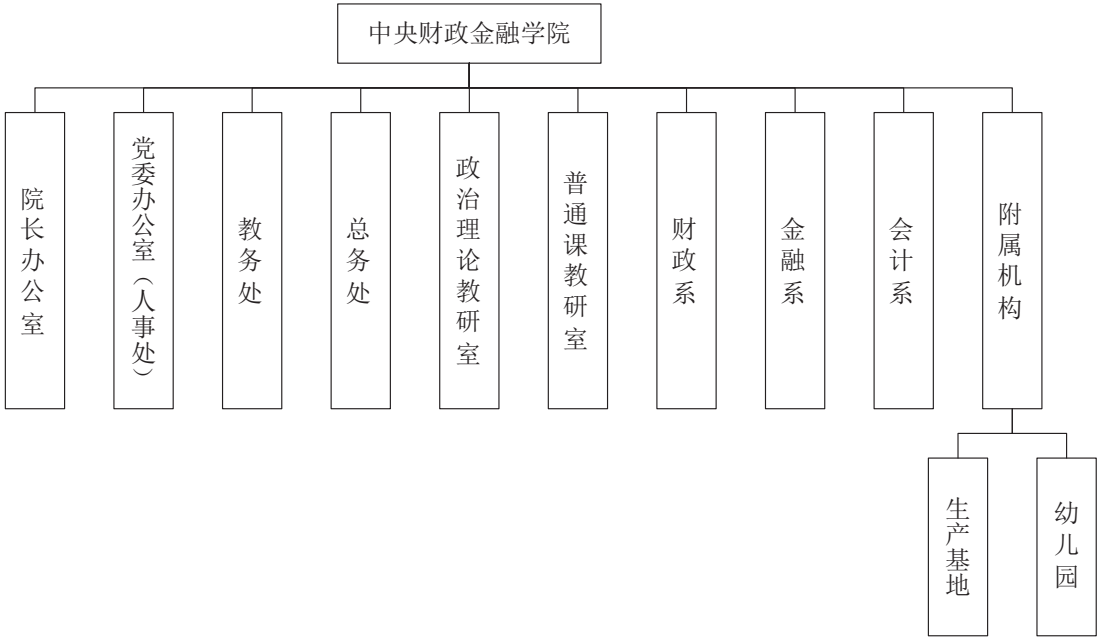 中央财政金融学院
院长办公室
党委办公室（人事处）
教务处
总务处
政治理论教研室
普通课教研室
财政系
金融系
会计系
附属机构
生产基地
幼儿园